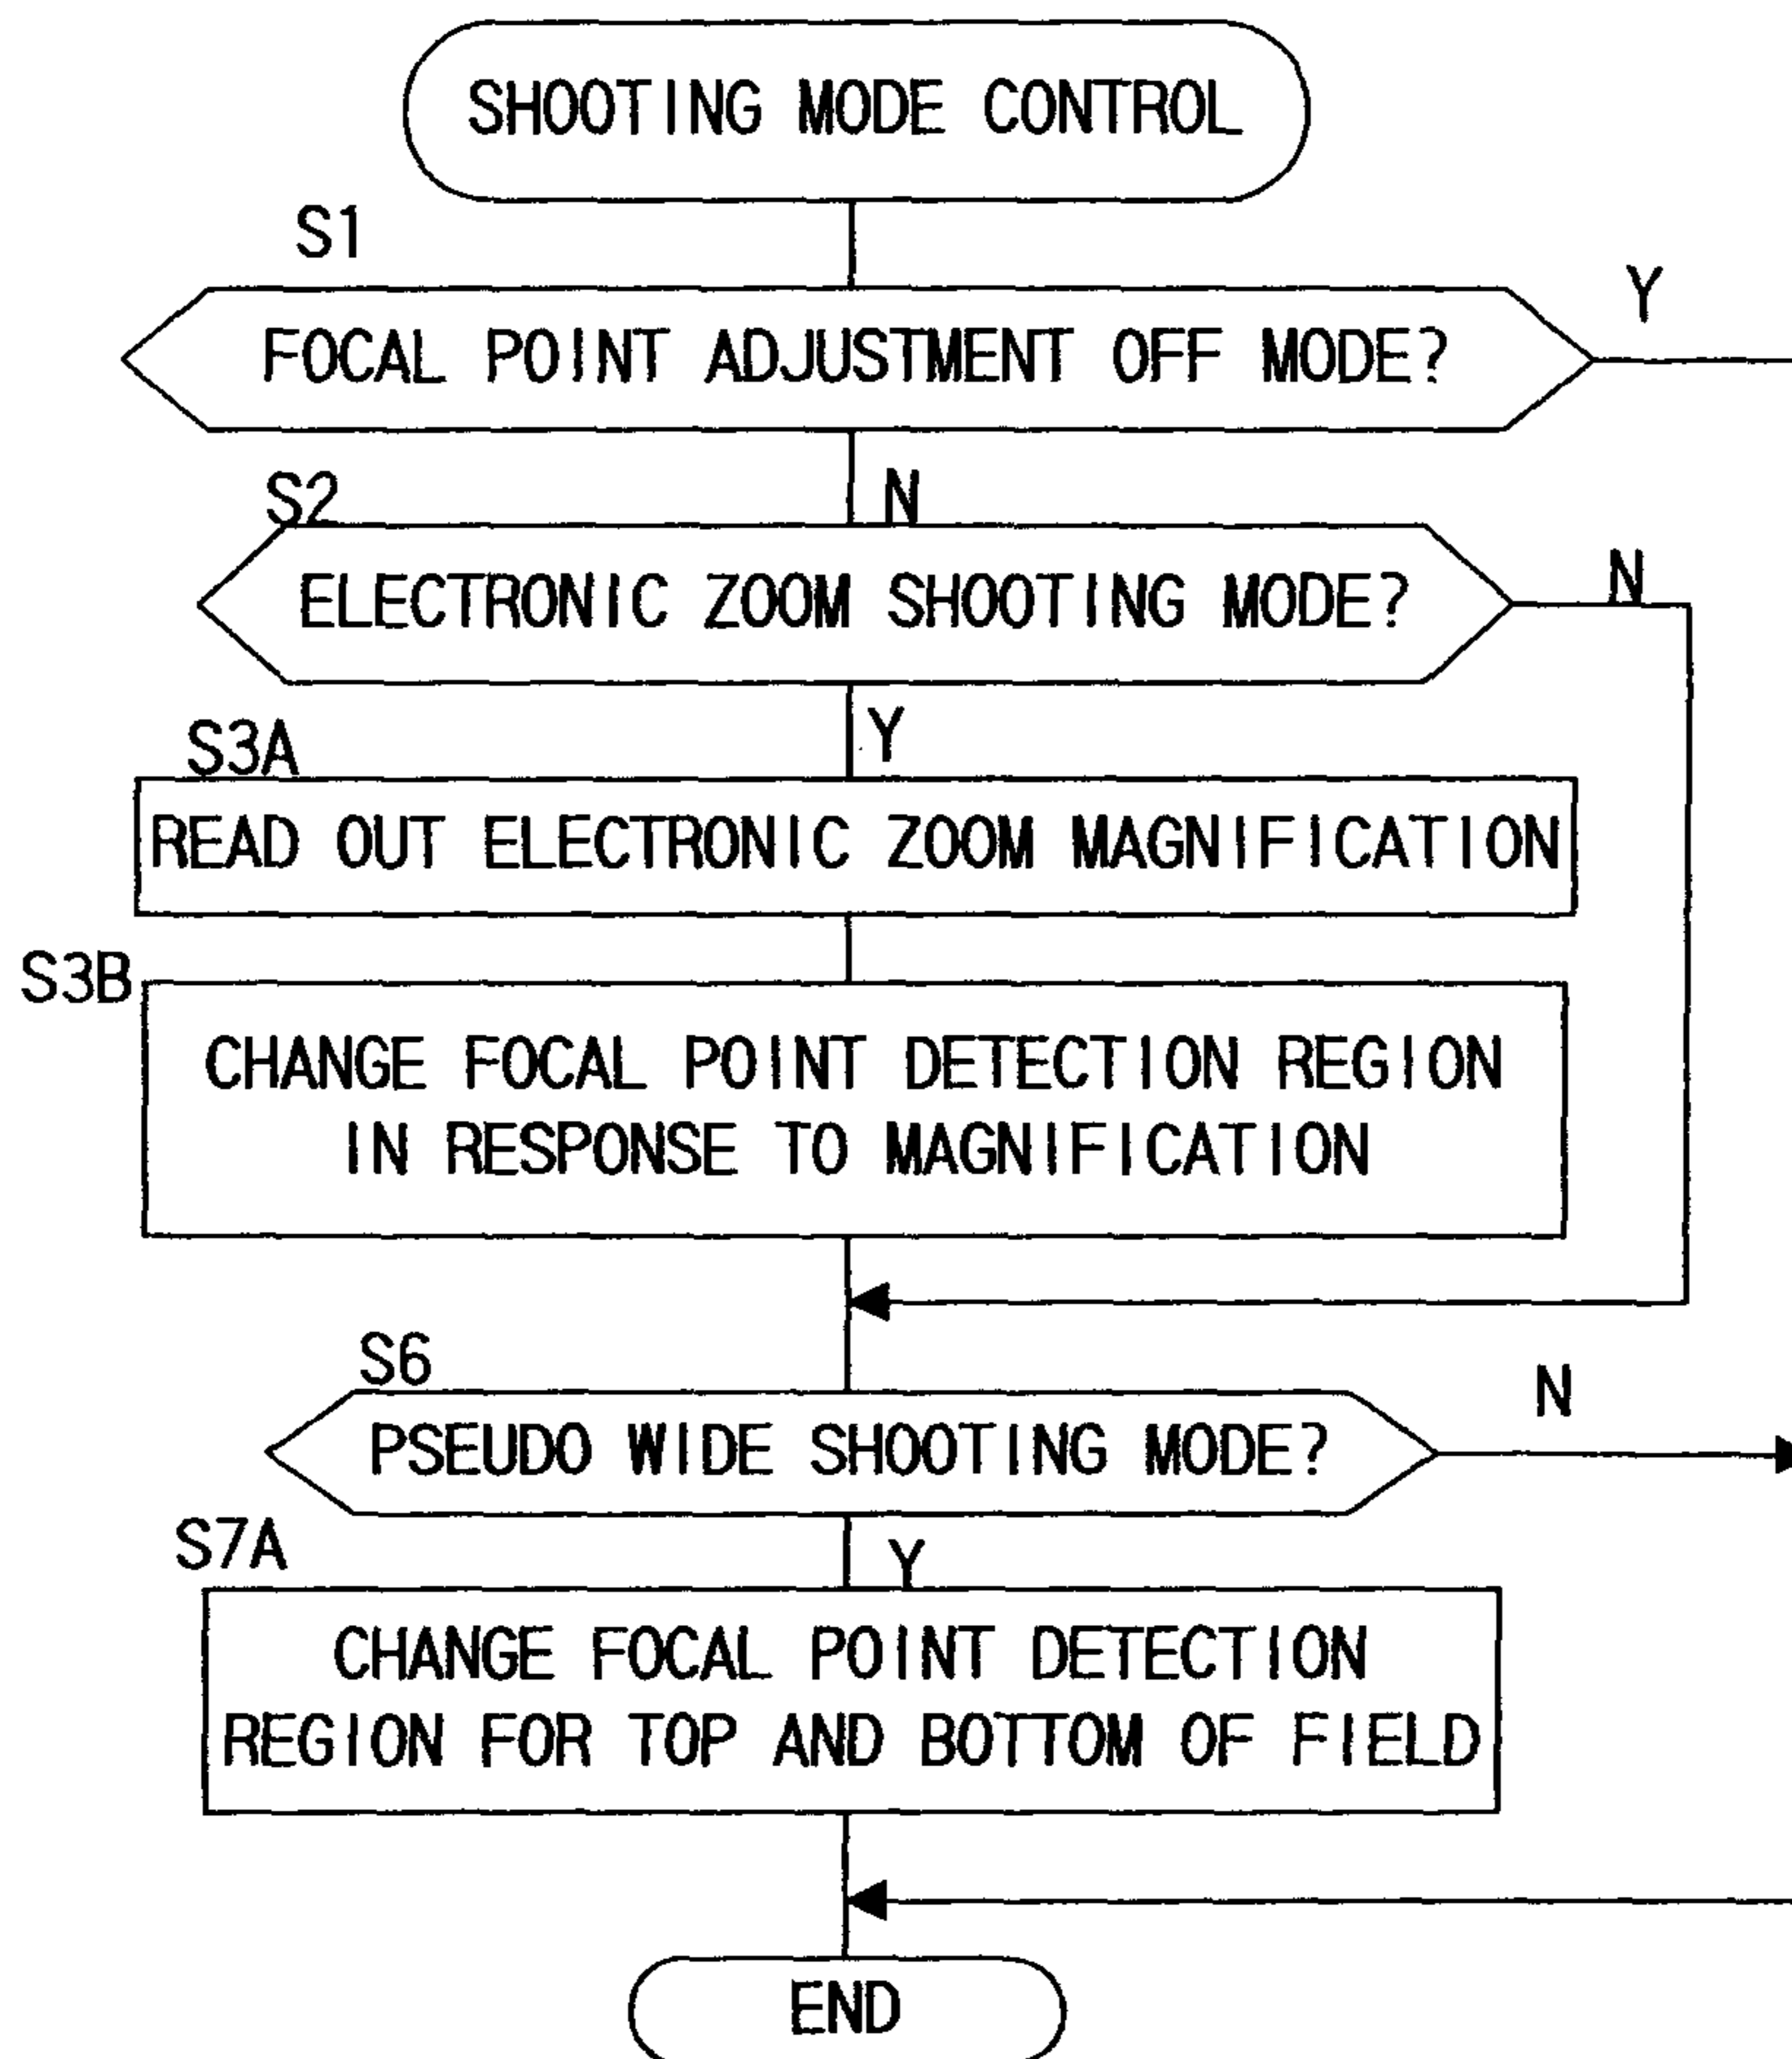 SHOOTING MODE CONTROL
S1
Y
FOCAL POINT ADJUSTMENT OFF MODE?
S2
N
N
ELECTRONIC ZOOM SHOOTING MODE?
S3A
Y
READ OUT ELECTRONIC ZOOM MAGNIFICATION
S3B
CHANGE FOCAL POINT DETECTION REGION
IN RESPONSE TO MAGNIFICATION
S6
N
PSEUDO WIDE SHOOTING MODE?
S7A
Y
CHANGE FOCAL POINT DETECTION
REGION FOR TOP AND BOTTOM OF FIELD
END